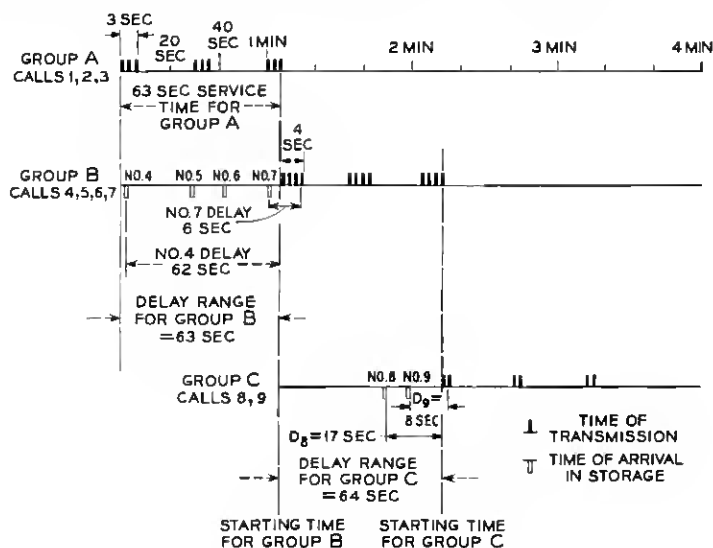 3 SEC
20 SEC
40 SEC
1 MIN
2 MIN
3 MIN
4 MIN
GROUP A
CALLS 1, 2, 3
63 SEC SERVICE
TIME FOR
GROUP A
4 SEC
GROUP B
CALLS 4,5,6,7
NO.4
NO.5
NO.6
NO.7
NO.7 DELAY
6 SEC
NO.4 DELAY
62 SEC
DELAY RANGE
FOR GROUP B
=63 SEC
GROUP C
CALLS 8, 9
NO.8
NO.9
D9=
8 SEC
D8=17 SEC
DELAY RANGE
FOR GROUP C
=64 SEC
TIME OF
TRANSMISSION
TIME OF ARRIVAL
IN STORAGE
STARTING TIME
FOR GROUP B
STARTING TIME
FOR GROUP C